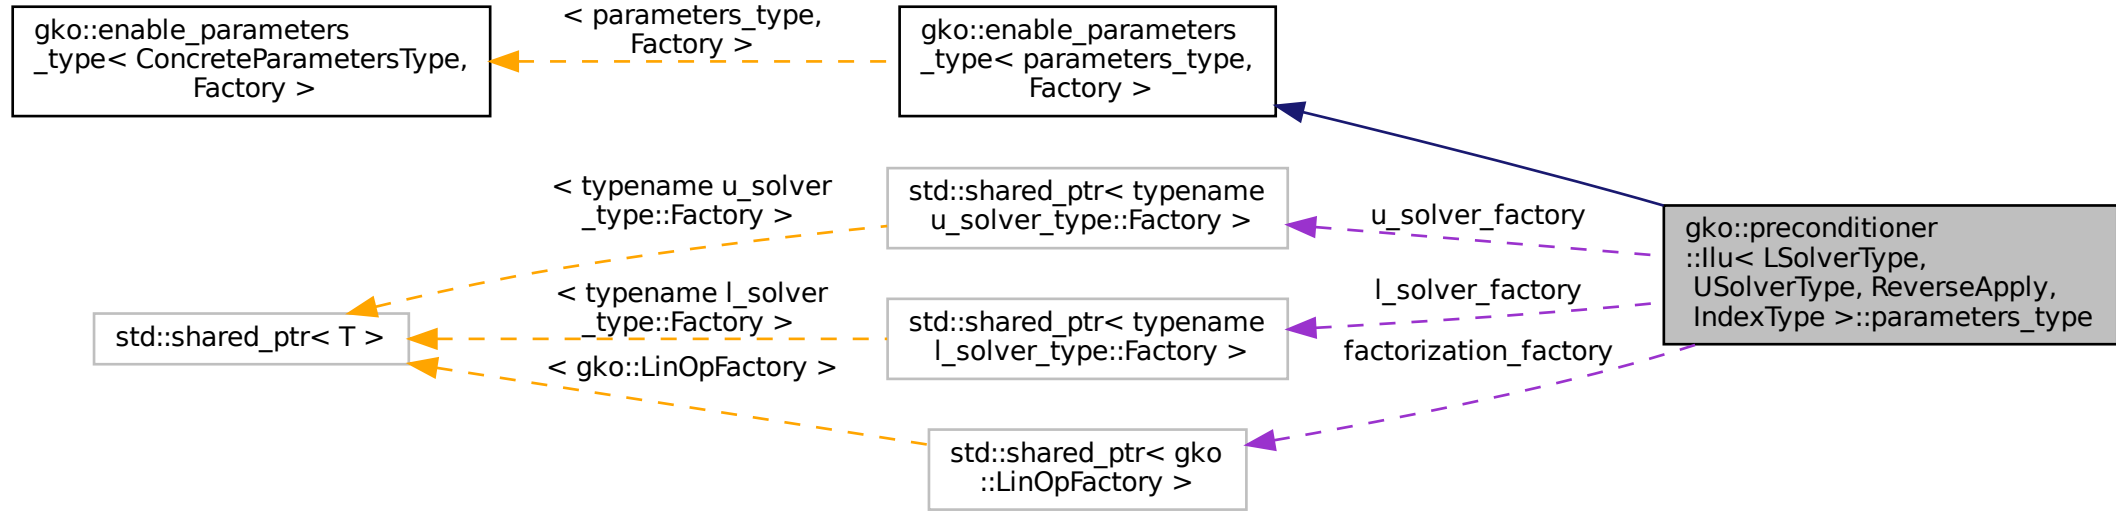 gko::enable_parameters
_type< ConcreteParametersType,
Factory >
< parameters_type,
Factory >
gko::enable_parameters
_type< parameters_type,
Factory >
< typename u_solver
_type::Factory >
std::shared_ptr< typename
u_solver_type::Factory >
u_solver_factory
gko::preconditioner
::Ilu< LSolverType,
USolverType, ReverseApply,
IndexType >::parameters_type
std::shared_ptr< T >
< typename l_solver
_type::Factory >
std::shared_ptr< typename
l_solver_type::Factory >
l_solver_factory
< gko::LinOpFactory >
factorization_factory
std::shared_ptr< gko
::LinOpFactory >